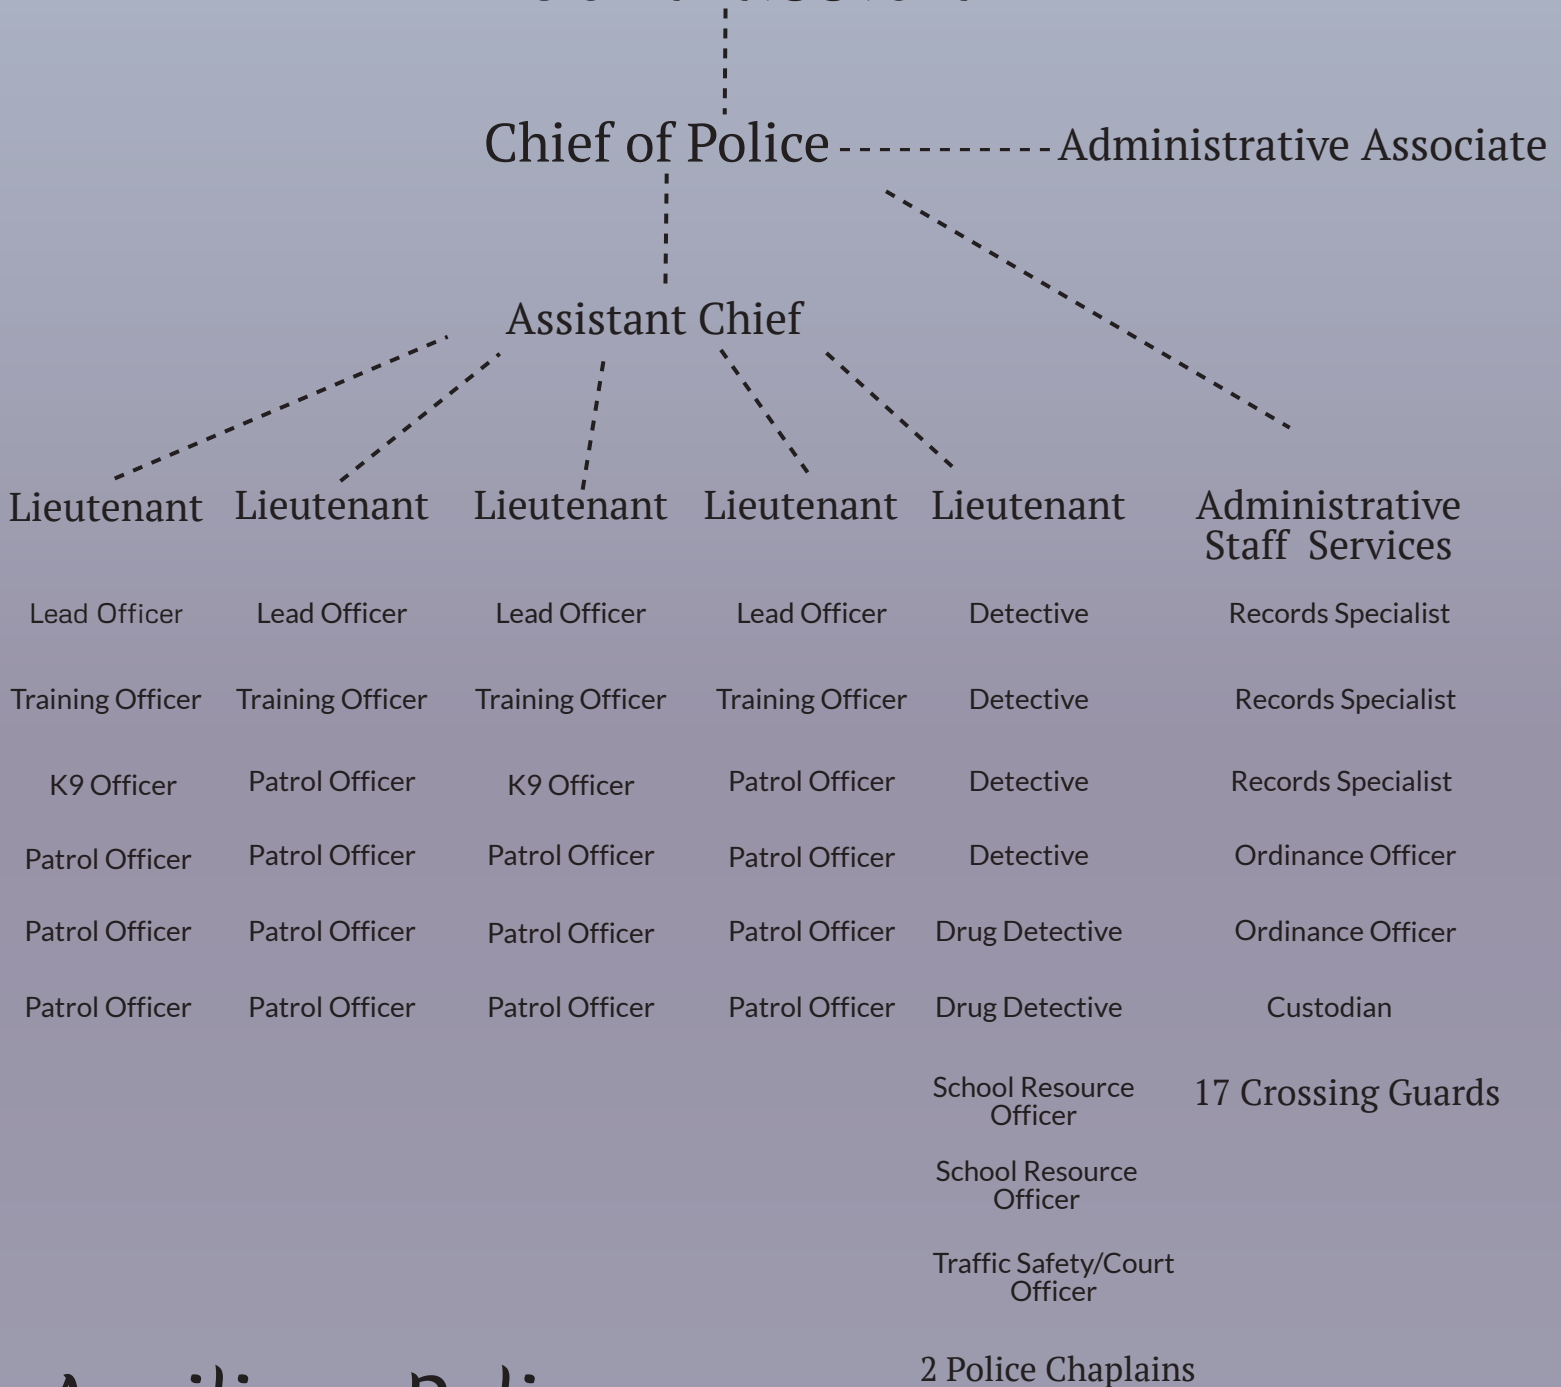 Chief of Police
Administrative Associate
Assistant Chief
Lieutenant
Lead Officer
Training Officer
K9 Officer
Patrol Officer
Patrol Officer
Patrol Officer
Lieutenant
Lead Officer
Training Officer
Patrol Officer
Patrol Officer
Patrol Officer
Patrol Officer
Lieutenant
Lead Officer
Training Officer
K9 Officer
Patrol Officer
Patrol Officer
Patrol Officer
Lieutenant
Lead Officer
Training Officer
Patrol Officer
Patrol Officer
Patrol Officer
Patrol Officer
Lieutenant
Detective
Detective
Detective
Detective
Drug Detective
Drug Detective
School Resource
Officer
School Resource
Officer
Traffic Safety/Court
Officer
2 Police Chaplains
Administrative
Staff Services
Records Specialist
Records Specialist
Records Specialist
Ordinance Officer
Ordinance Officer
Custodian
17 Crossing Guards